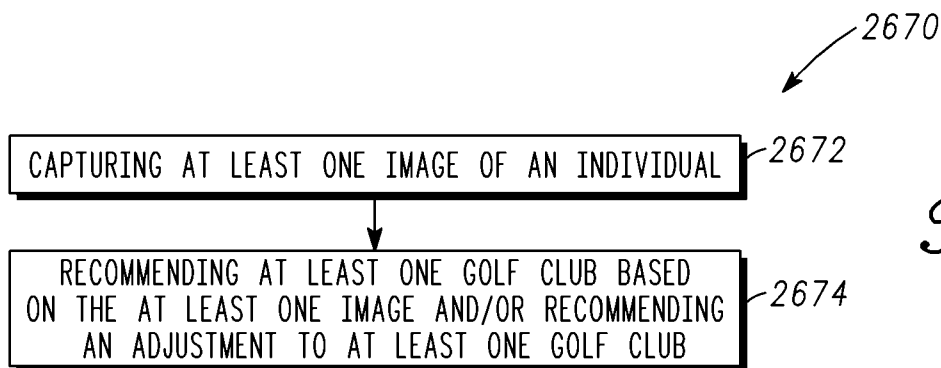 2670
CAPTURING AT LEAST ONE IMAGE OF AN INDIVIDUAL
2672
RECOMMENDING AT LEAST ONE GOLF CLUB BASED
ON THE AT LEAST ONE IMAGE AND/OR RECOMMENDING
AN ADJUSTMENT TO AT LEAST ONE GOLF CLUB
2674